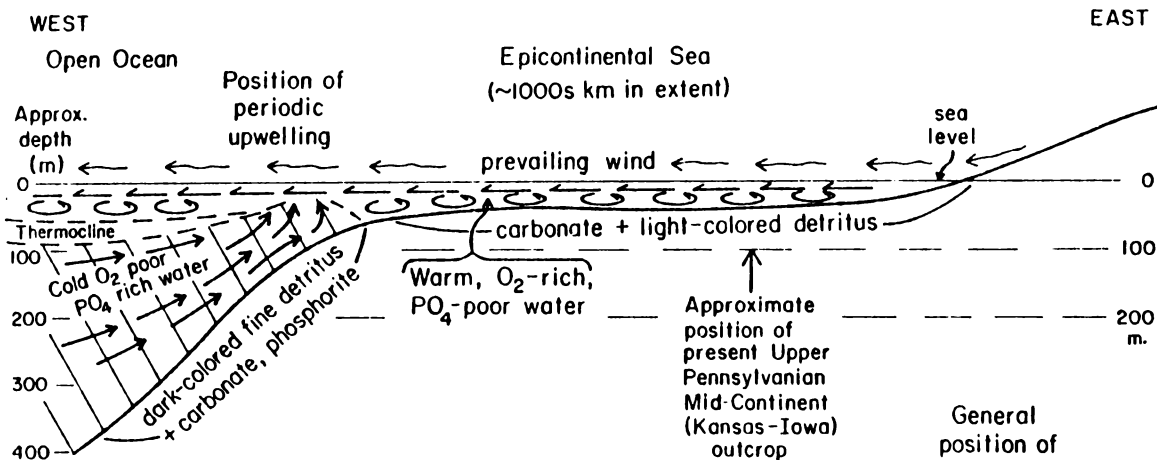 WEST
EAST
Open Ocean
Epicontinental Sea
(~1000s km in extent)
Position of
periodic
upwelling
Approx.
depth
(m)
sea
level
prevailing wind
0
0
Thermocline
carbonate + light-colored detritus
100
100
Cold O2 poor
PO4 rich water
Warm, O2-rich,
PO4-poor water
dark-colored fine detritus
+ carbonate, phosphorite
200
200
m.
300
400
Approximate
position of
present Upper
Pennsylvanian
Mid-Continent
(Kansas-Iowa)
outcrop
General
position of